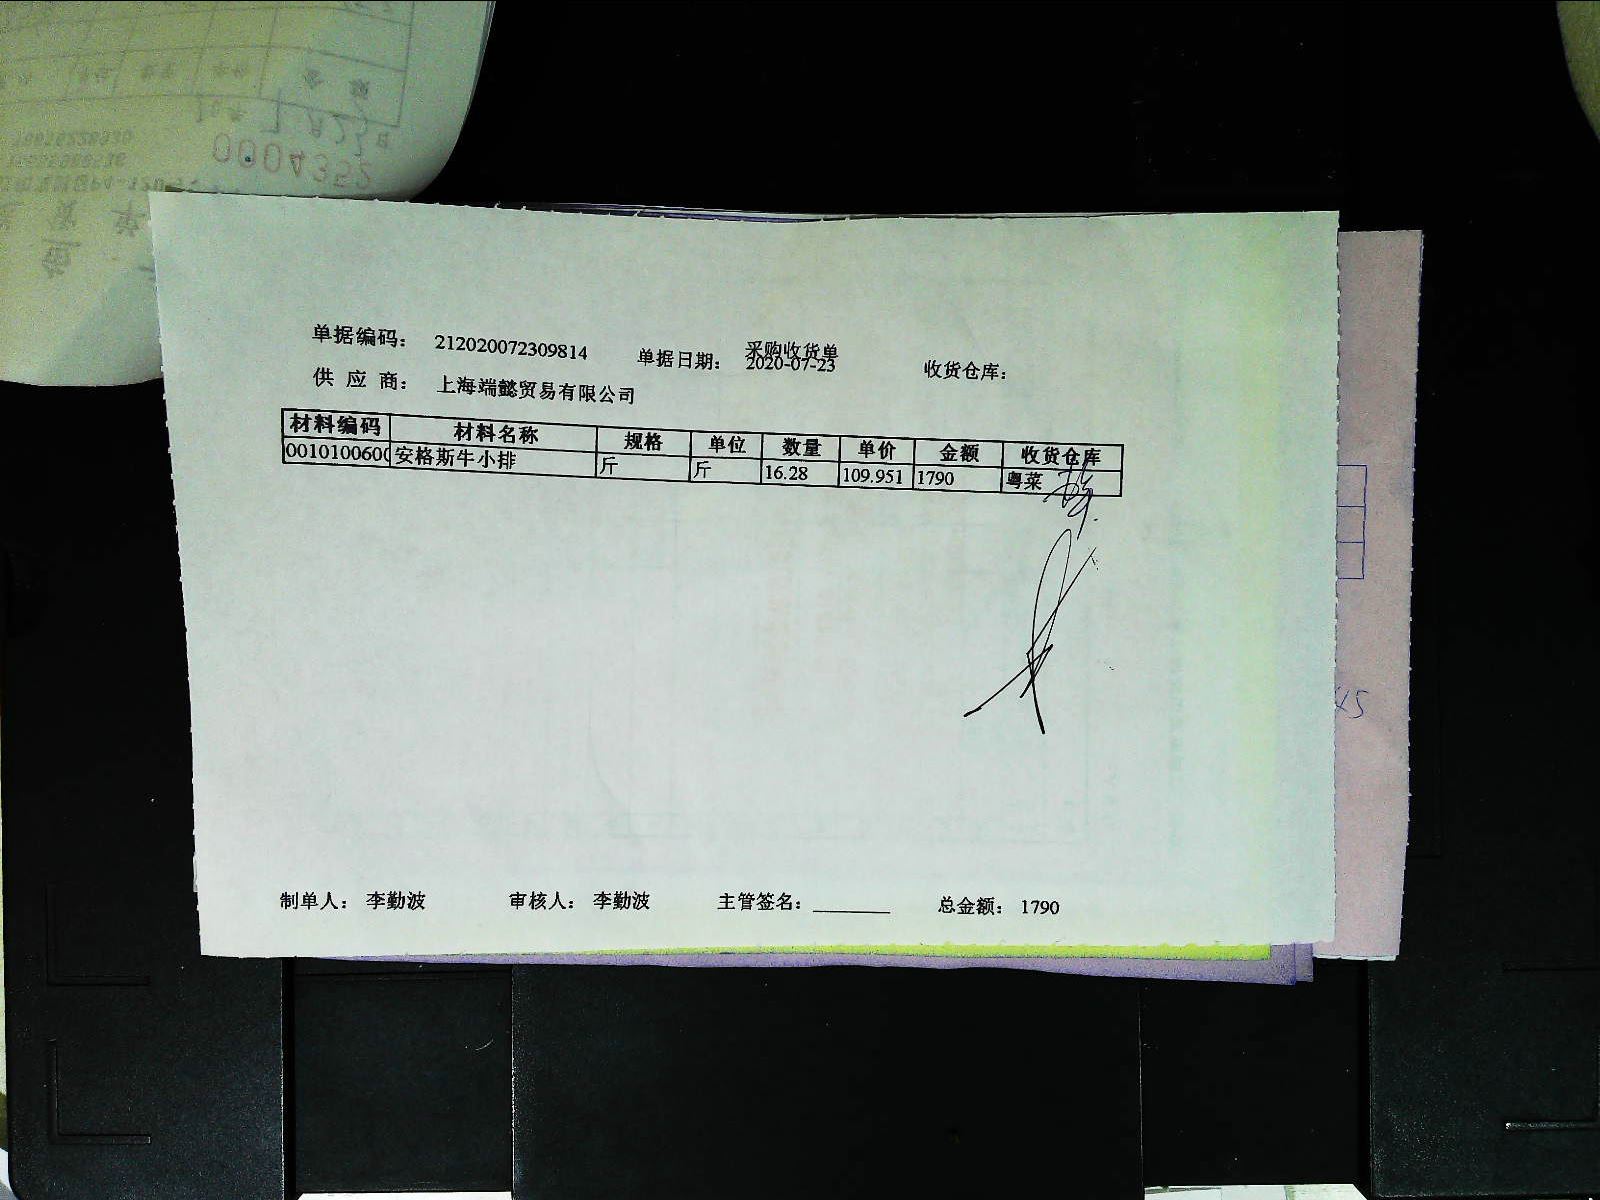 采购收货单
单据编码： 212020072309814 单据日期： 2020-07-23 收货仓库：
供 应 商： 上海端懿贸易有限公司
材料编码 材料名称 规格 单位 数量 单价 金额 收货仓库
0010100600 安格斯牛小排 斤 斤 16.28 109.951 1790 粤菜
制单人： 李勤波 审核人： 李勤波 主管签名： ________ 总金额： 1790
0004352
45